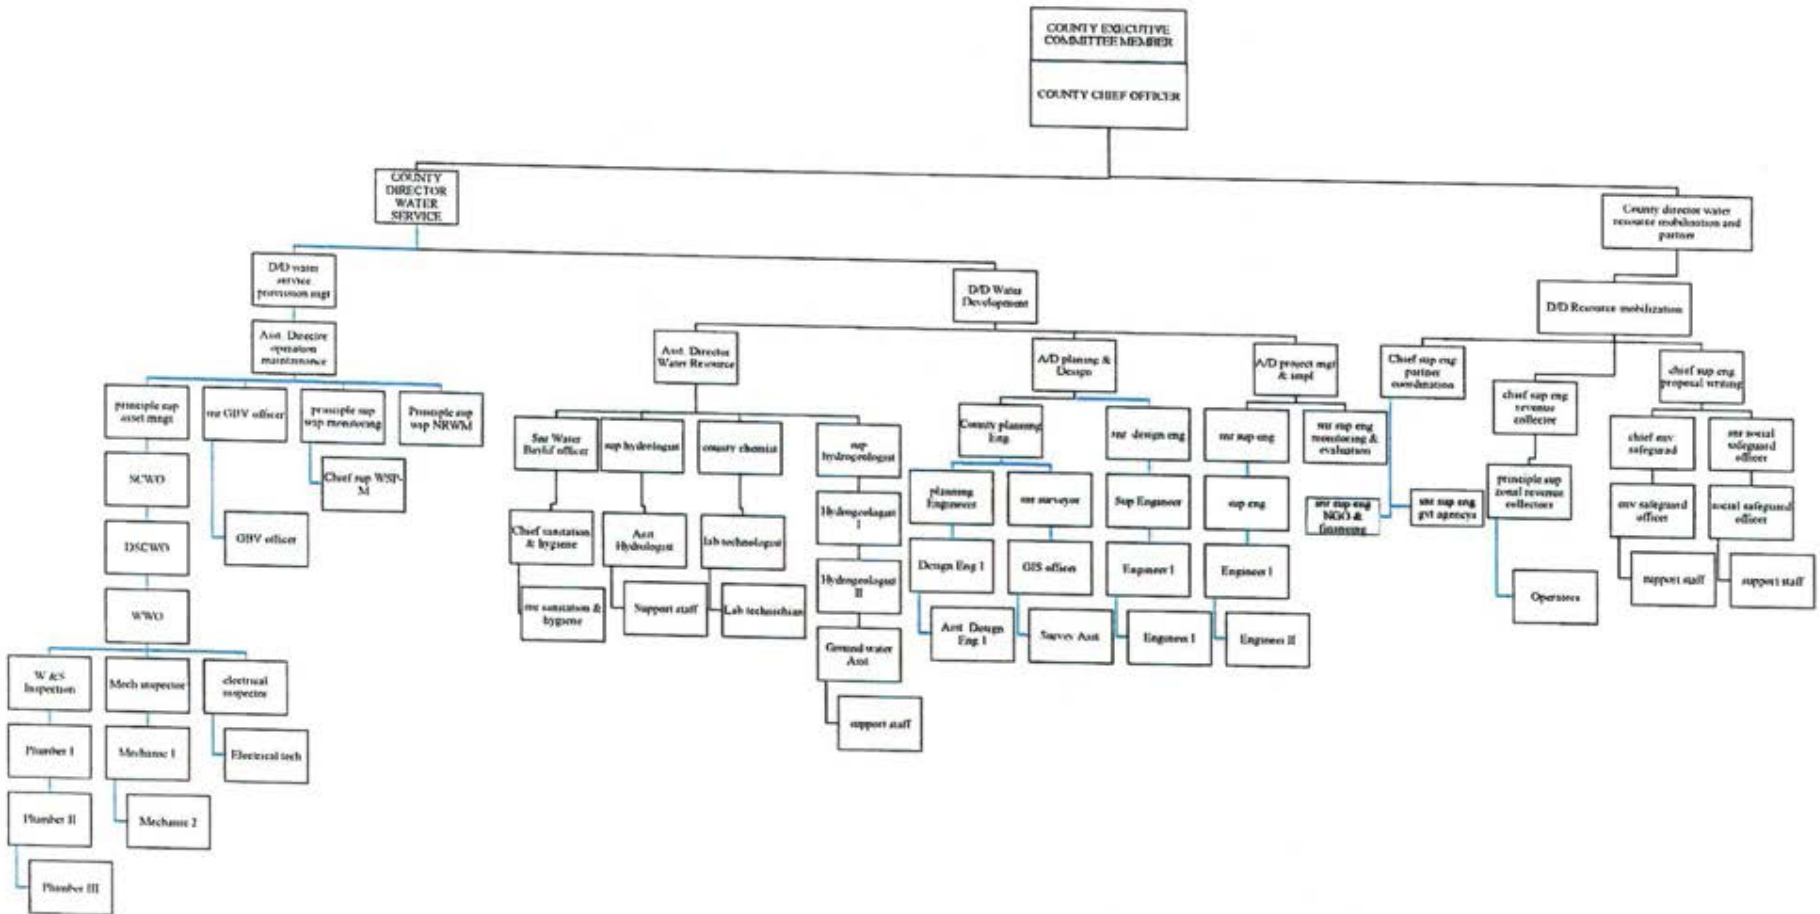 COUNTY EXECUTIVE
COMMITTEE MEMBER
COUNTY CHIEF OFFICER
COUNTY
DIRECTOR
WATER
SERVICE
County director water
resource mobilization and
partner
D/D water
service
provission mgt
D/D Water
Development
D/D Resource mobilization
Asst. Director
operation
maintenance
Asst. Director
Water Resource
A/D planing &
Design
A/D project mgt
& impl
Chief sup eng
partner
coordination
chief sup eng
revenue
collector
chief sup eng
proposal writing
principle sup
asset mngt
snr GBV officer
principle sup
wsp monitoring
Principle sup
wsp NRWM
Snr Water
officer
sup hydrologist
county chemist
sup
hydrogeologist
County planning
Eng.
snr design eng
snr sup eng
snr sup eng
monitoring &
evaluation
chief env
safeguard
snr social
safeguard
officer
SCWO
Chief sup WSP-
M
Chief sanitation
& hygiene
Asst
Hydrologist
lab technologist
Hydrogeologist
I
planning
Engineers
snr surveyor
Sup Engineer
sup eng
snr sup eng
NGO &
financing
snr sup eng
gvt agencys
principle sup
zonal revenue
collectors
env safeguard
officer
social safeguard
officer
DSCWO
GBV officer
snr sanitation &
hygiene
Support staff
Lab technichian
Hydrogeologist
II
Design Eng I
GIS officer
Engineer I
Engineer I
Operators
support staff
support staff
WWO
Ground water
Asst
Asst Design
Eng I
Survey Asst
Engineer I
Engineer II
support staff
W &S
Inspection
Mech inspector
electrical
inspector
Plumber I
Mechanic I
Electrical tech
Plumber II
Mechanic 2
Plumber III